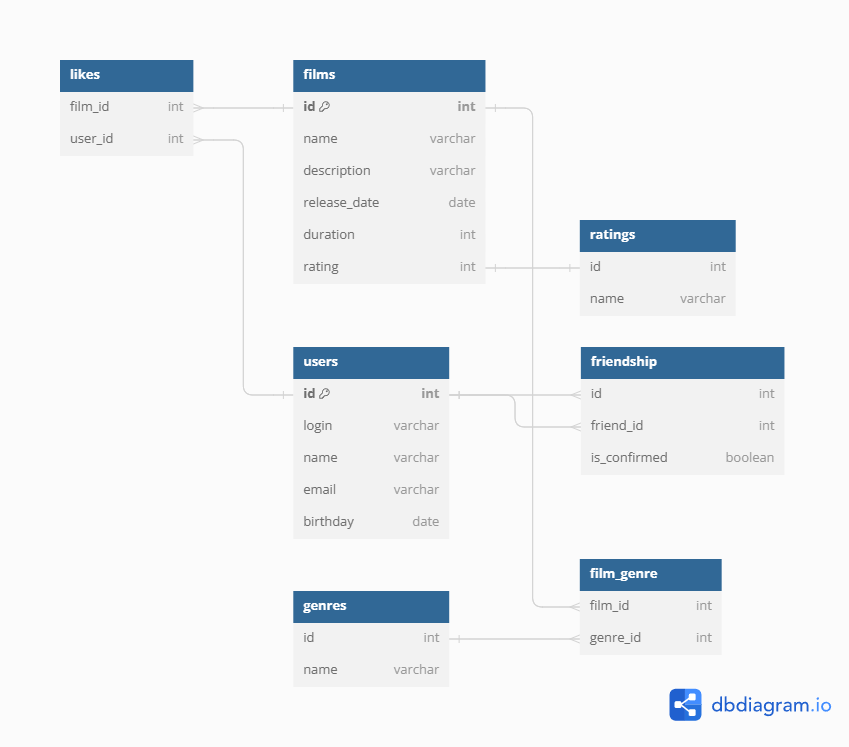 likes
film_id int
user_id int
films
id int
name varchar
description varchar
release_date date
duration int
rating int
ratings
id int
name varchar
users
id int
login varchar
name varchar
email varchar
birthday date
friendship
id int
friend_id int
is_confirmed boolean
genres
id int
name varchar
film_genre
film_id int
genre_id int
dbdiagram.io